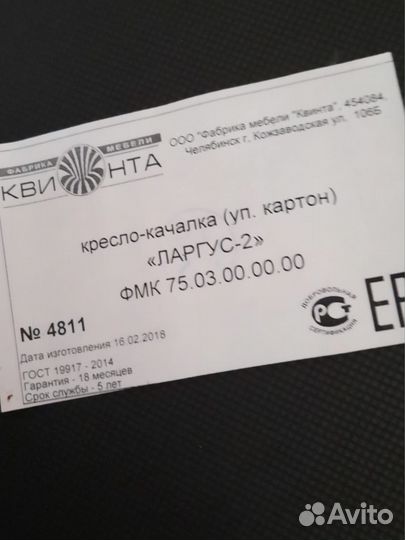 ФАБРИКА МЕБЕЛИ
КВИНТА
ООО "Фабрика мебели "Квинта", 454084,
Челябинск г, Кожзаводская ул, 106Б
кресло-качалка (уп. картон)
«ЛАРГУС-2»
ФМК 75.03.00.00.00
№ 4811
Дата изготовления 16.02.2018
ГОСТ 19917 - 2014
Гарантия - 18 месяцев
Срок службы - 5 лет
ДОБРОВОЛЬНАЯ
РСТ
СЕРТИФИКАЦИЯ
Avito